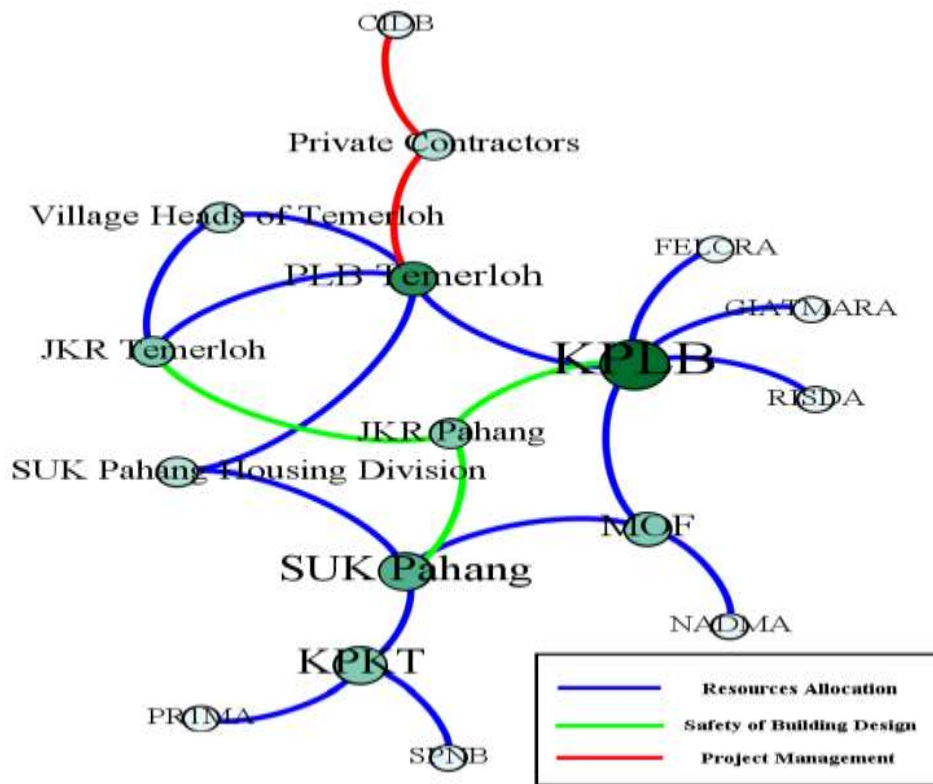 CIDB
Private Contractors
Village Heads of Temerloh
FELCRA
PLB Temerloh
GIATMARA
JKR Temerloh
KPLB
RISDA
JKR Pahang
SUK Pahang Housing Division
MOF
SUK Pahang
NADMA
KPKT
PRIMA
SPNB
Resources Allocation
Safety of Building Design
Project Management